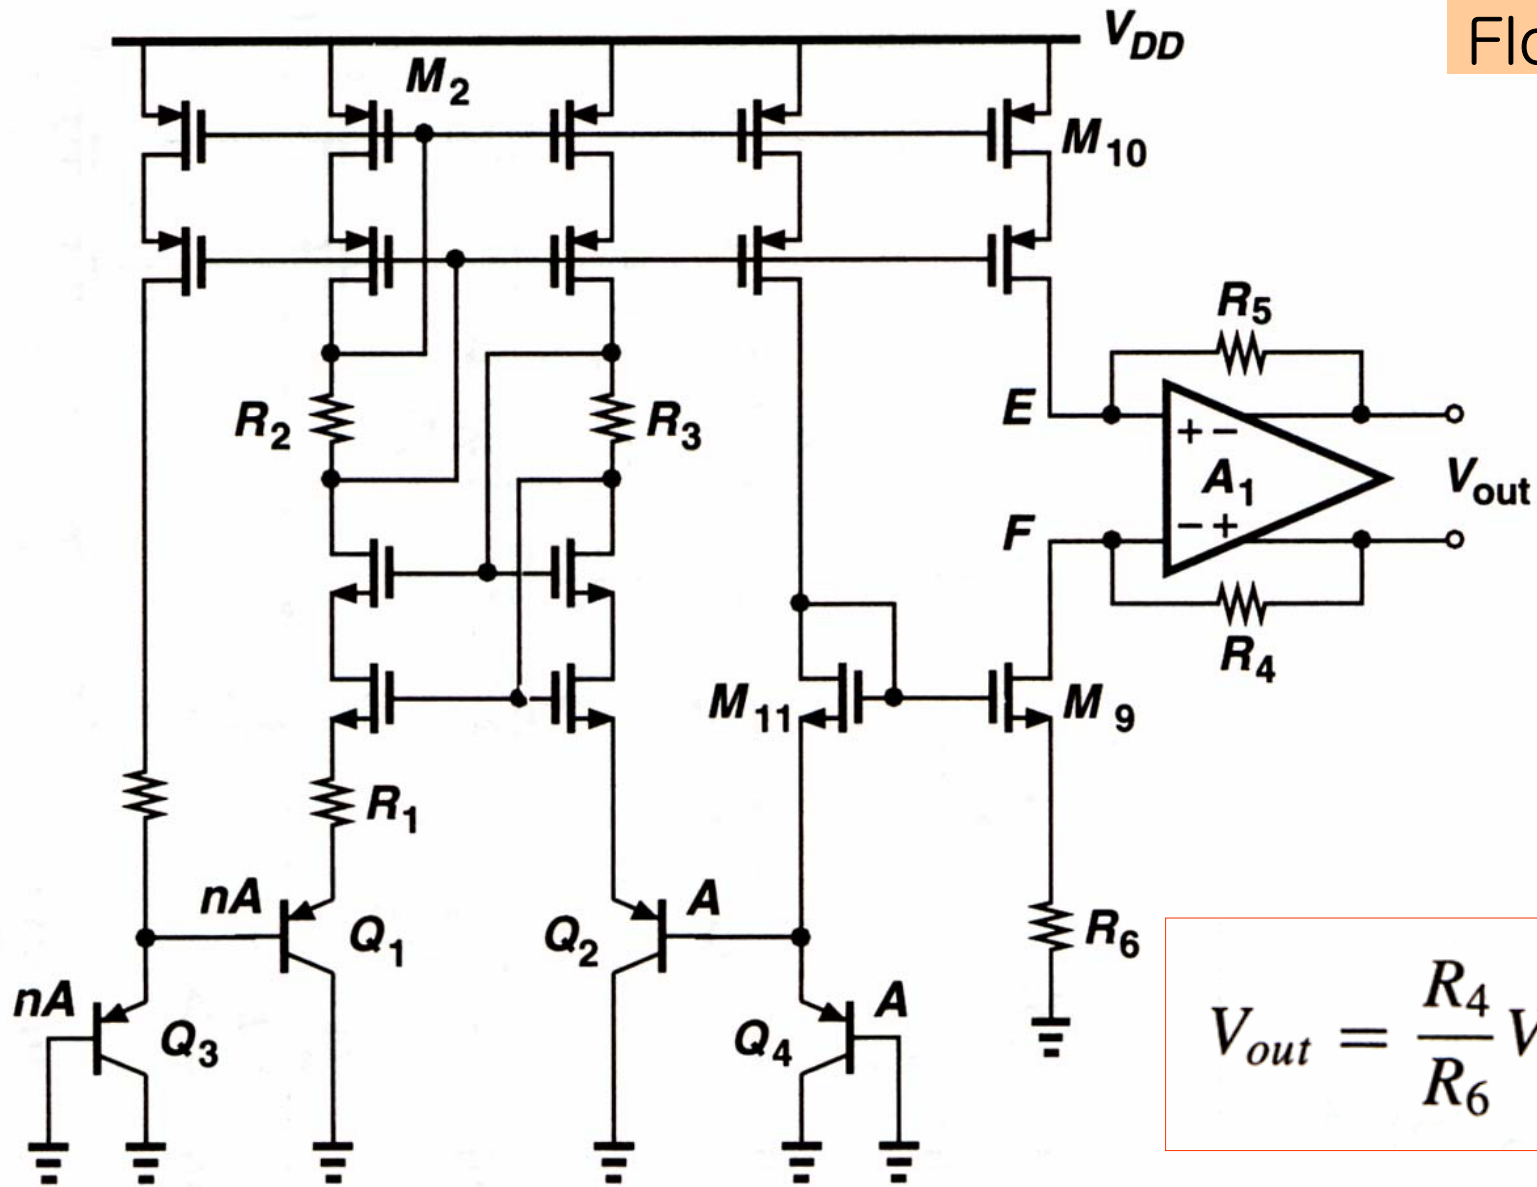 V_DD
Flo
M_2
M_10
R_5
E
R_2
R_3
+ −
A_1
V_out
− +
F
R_4
M_11
M_9
R_1
nA
A
Q_1
Q_2
R_6
nA
A
Q_3
Q_4
V_out = R_4/R_6 V